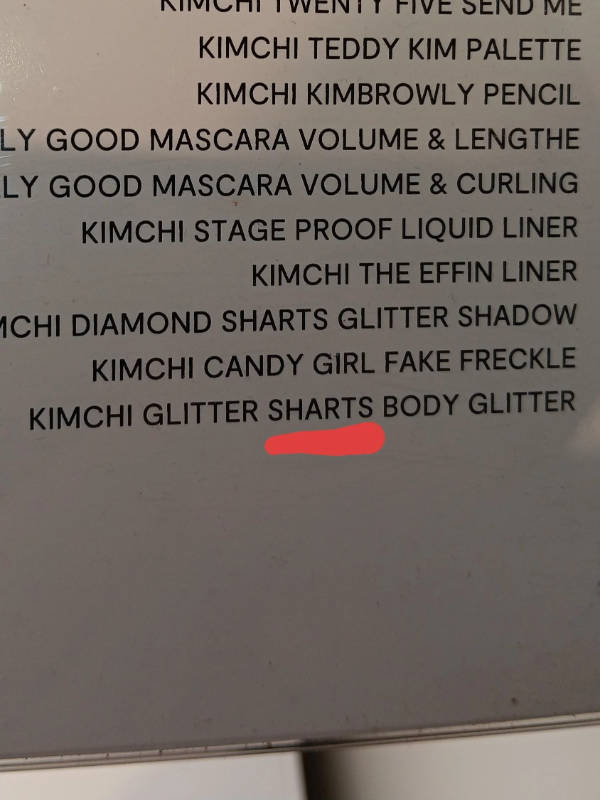 KIMCHI TWENTY FIVE SEND ME
KIMCHI TEDDY KIM PALETTE
KIMCHI KIMBROWLY PENCIL
LY GOOD MASCARA VOLUME & LENGTHE
LY GOOD MASCARA VOLUME & CURLING
KIMCHI STAGE PROOF LIQUID LINER
KIMCHI THE EFFIN LINER
MCHI DIAMOND SHARTS GLITTER SHADOW
KIMCHI CANDY GIRL FAKE FRECKLE
KIMCHI GLITTER SHARTS BODY GLITTER